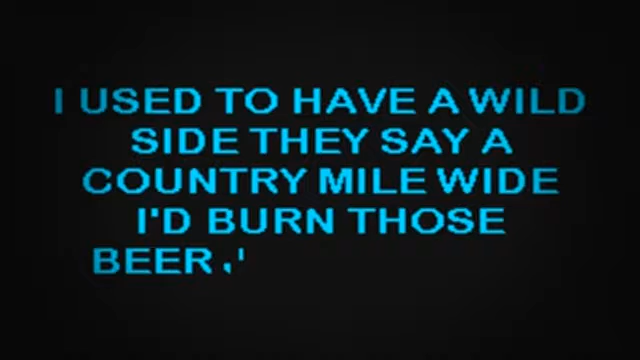 I USED TO HAVE A WILD
SIDE THEY SAY A
COUNTRY MILE WIDE
I'D BURN THOSE
BEER